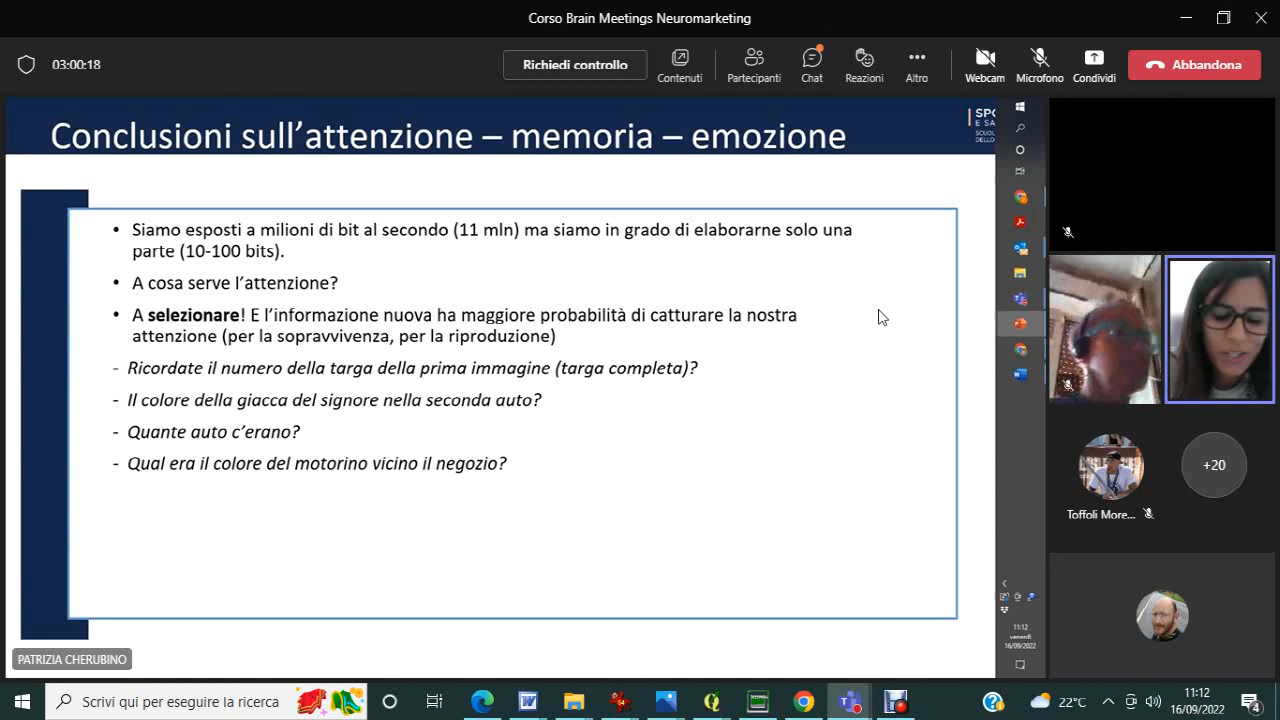 Corso Brain Meetings Neuromarketing
03:00:18
Richiedi controllo
Contenuti
Partecipanti
Chat
Reazioni
Altro
Webcam
Microfono
Condividi
Abbandona
Conclusioni sull'attenzione – memoria – emozione
SPO
E SA
SCUOL
DELLO
• Siamo esposti a milioni di bit al secondo (11 mln) ma siamo in grado di elaborarne solo una
parte (10-100 bits).
• A cosa serve l'attenzione?
• A selezionare! E l'informazione nuova ha maggiore probabilità di catturare la nostra
attenzione (per la sopravvivenza, per la riproduzione)
- Ricordate il numero della targa della prima immagine (targa completa)?
- Il colore della giacca del signore nella seconda auto?
- Quante auto c'erano?
- Qual era il colore del motorino vicino il negozio?
+20
Toffoli More...
11:12
venerdì
16/09/2022
PATRIZIA CHERUBINO
Scrivi qui per eseguire la ricerca
22°C
11:12
16/09/2022
4